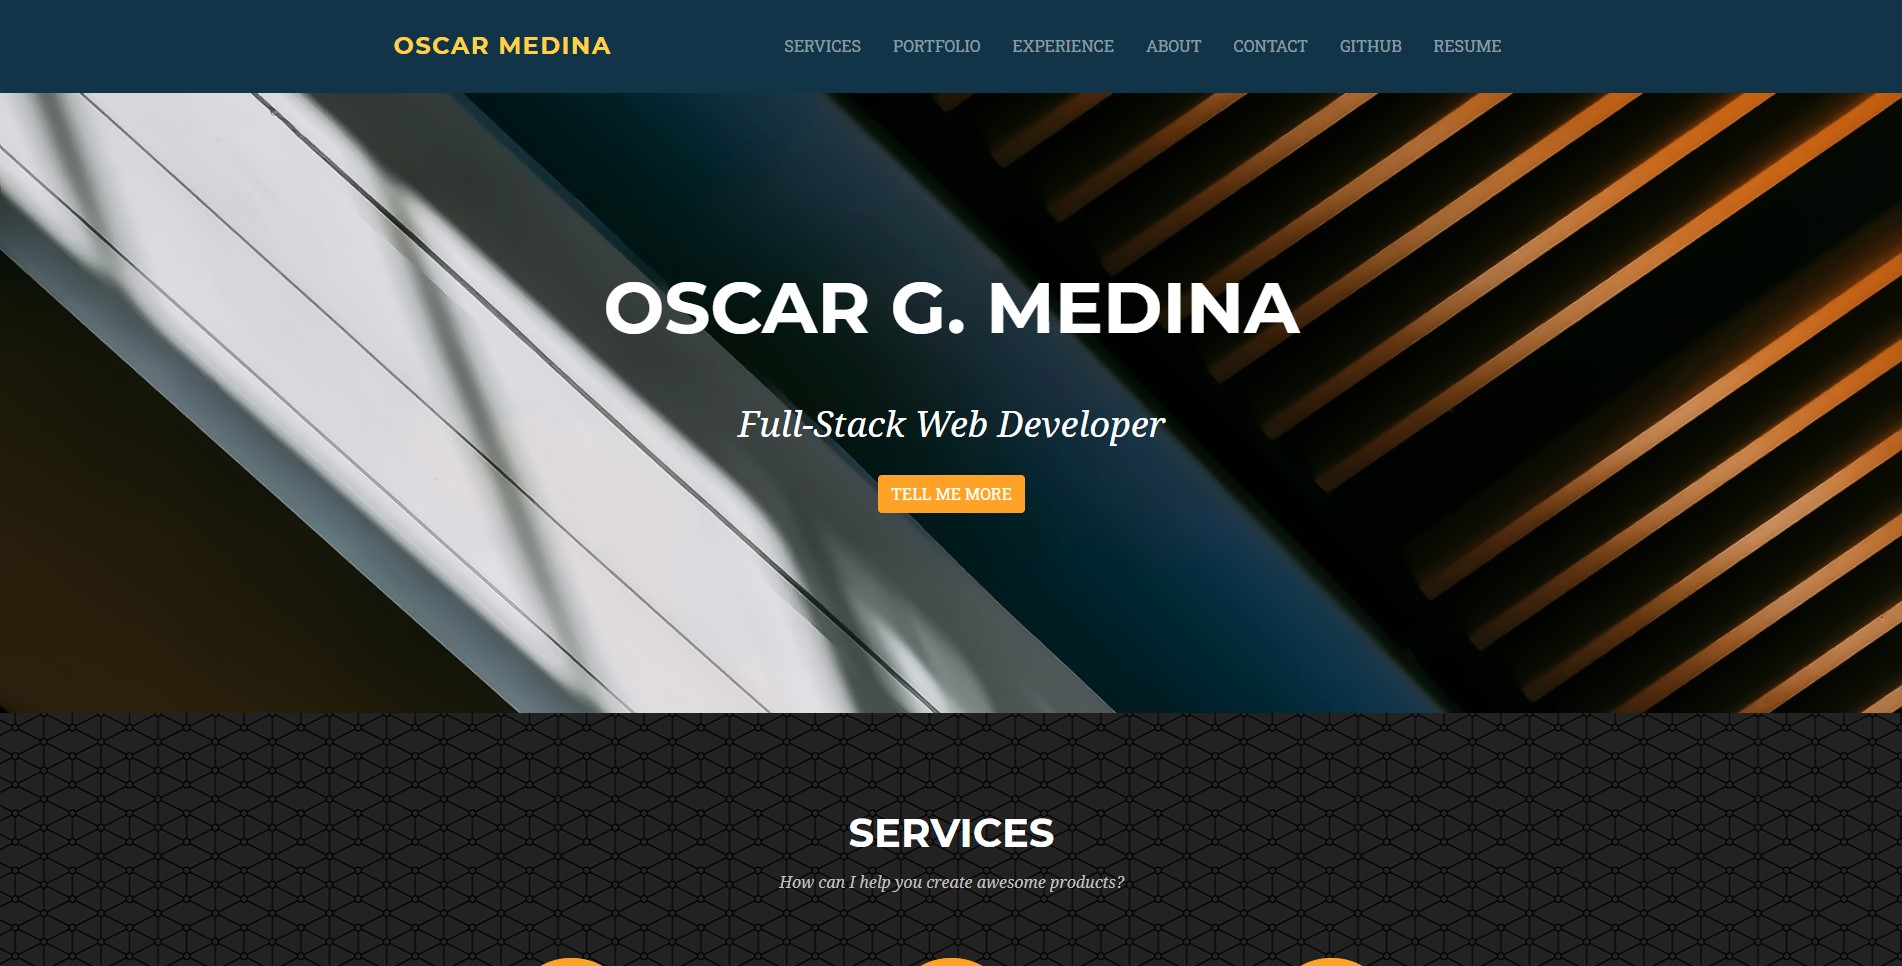 OSCAR MEDINA
SERVICES PORTFOLIO EXPERIENCE ABOUT CONTACT GITHUB RESUME
OSCAR G. MEDINA
Full-Stack Web Developer
TELL ME MORE
SERVICES
How can I help you create awesome products?